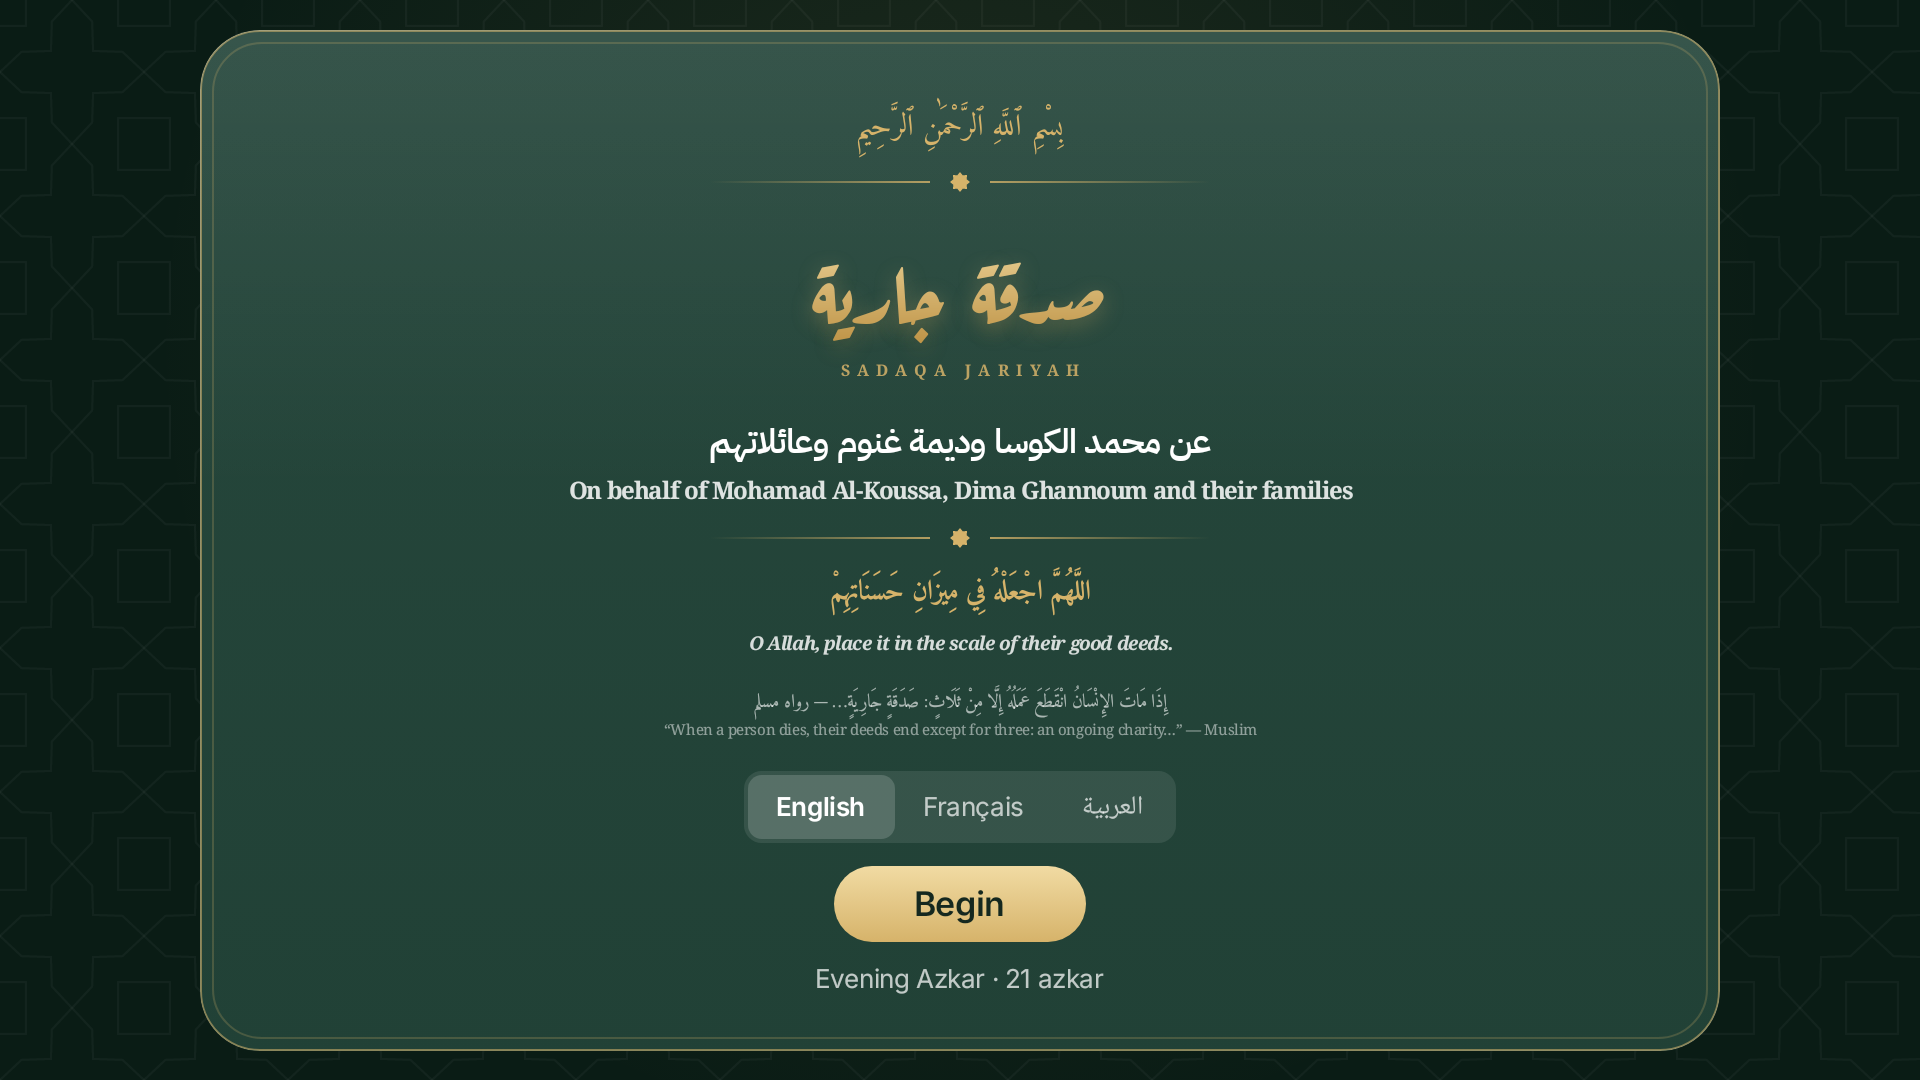 بِسْمِ ٱللَّهِ ٱلرَّحْمَٰنِ ٱلرَّحِيمِ
صدقة جارية
SADAQA JARIYAH
عن محمد الكوسا وديمة غنوم وعائلاتهم
On behalf of Mohamad Al-Koussa, Dima Ghannoum and their families
اللَّهُمَّ اجْعَلْهُ فِي مِيزَانِ حَسَنَاتِهِمْ
O Allah, place it in the scale of their good deeds.
إِذَا مَاتَ الإِنْسَانُ انْقَطَعَ عَمَلُهُ إِلَّا مِنْ ثَلَاثٍ: صَدَقَةٍ جَارِيَةٍ… — رواه مسلم
“When a person dies, their deeds end except for three: an ongoing charity…” — Muslim
English Français العربية
Begin
Evening Azkar · 21 azkar